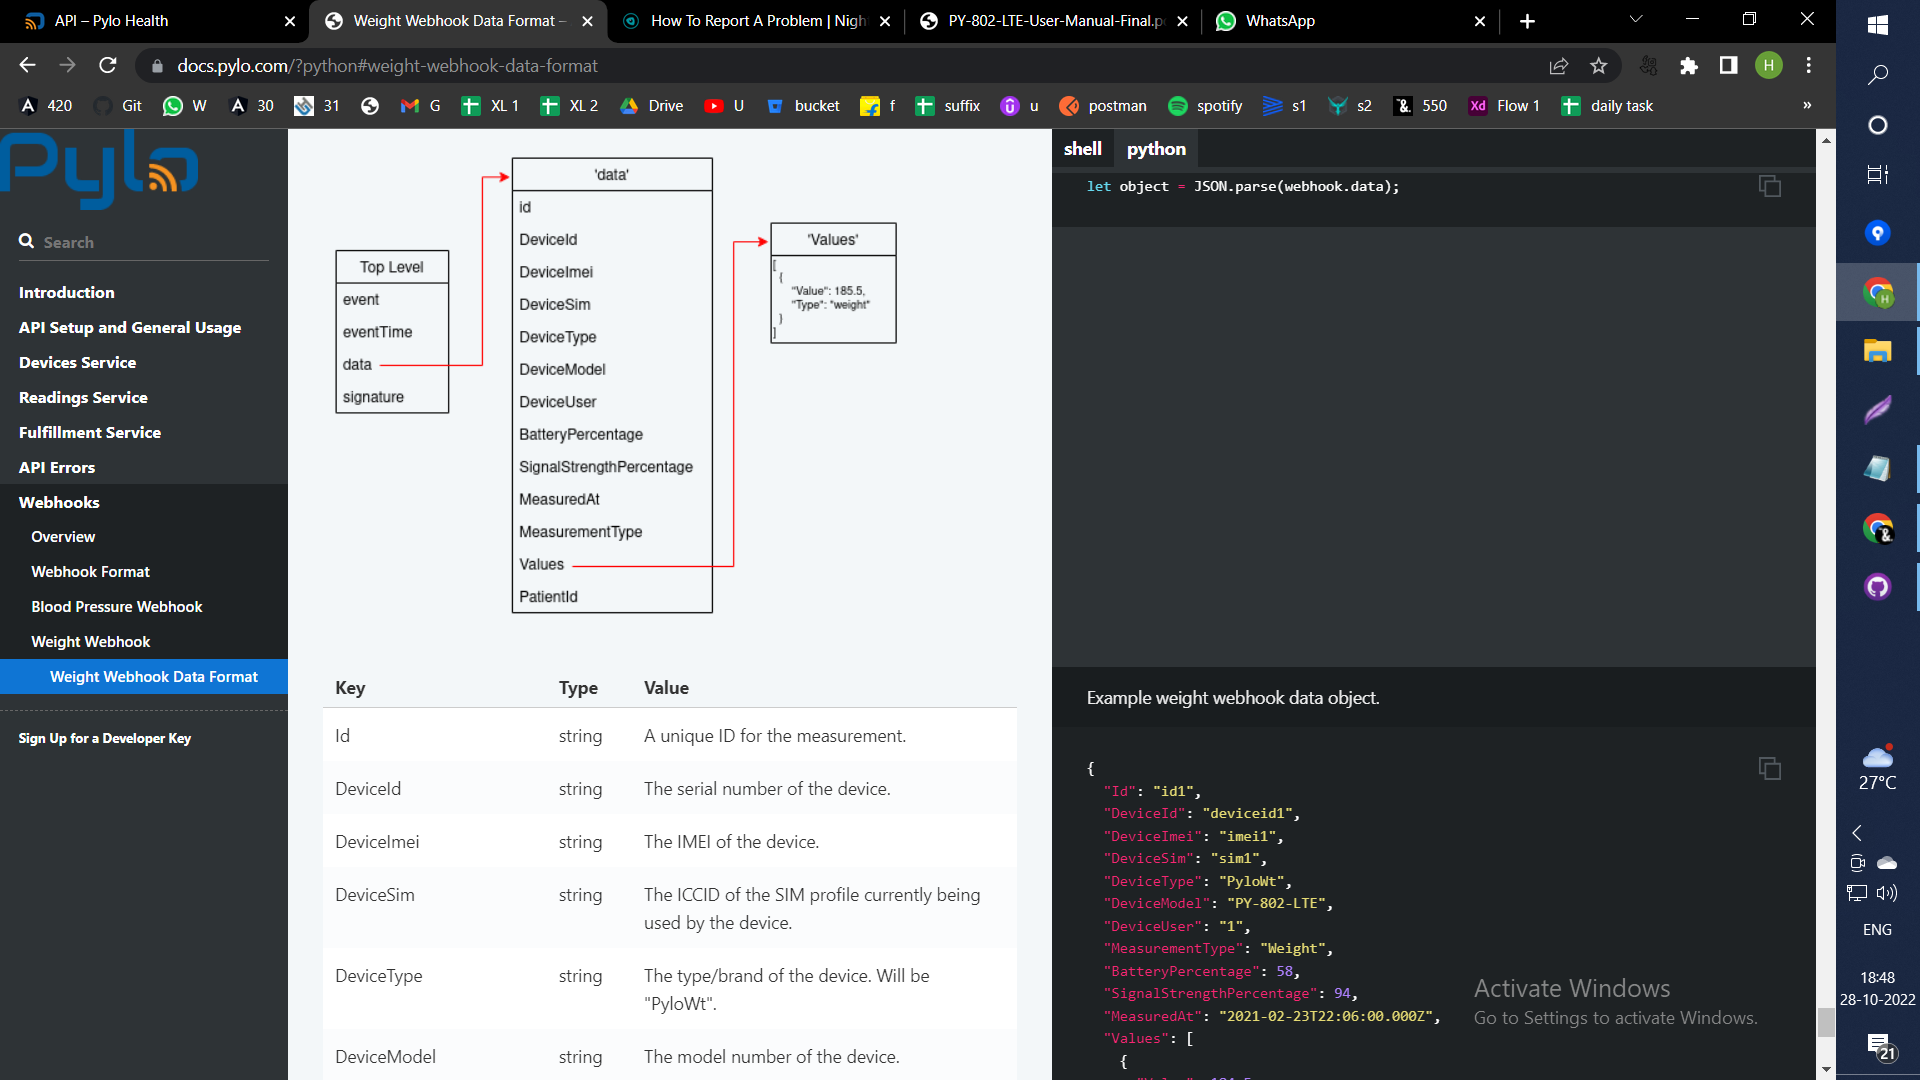 API – Pylo Health
Weight Webhook Data Format –
How To Report A Problem | Nigh
PY-802-LTE-User-Manual-Final.p
WhatsApp
docs.pylo.com/?python#weight-webhook-data-format
H
420
Git
W
30
31
G
XL 1
XL 2
Drive
U
bucket
f
suffix
u
postman
spotify
s1
s2
550
Xd
Flow 1
daily task
»
Pylo
Search
Introduction
API Setup and General Usage
Devices Service
Readings Service
Fulfillment Service
API Errors
Webhooks
Overview
Webhook Format
Blood Pressure Webhook
Weight Webhook
Weight Webhook Data Format
Sign Up for a Developer Key
Top Level
event
eventTime
data
signature
'data'
id
DeviceId
DeviceImei
DeviceSim
DeviceType
DeviceModel
DeviceUser
BatteryPercentage
SignalStrengthPercentage
MeasuredAt
MeasurementType
Values
PatientId
'Values'
[
{
"Value": 185.5,
"Type": "weight"
}
]
Key Type Value
Id string A unique ID for the measurement.
DeviceId string The serial number of the device.
DeviceImei string The IMEI of the device.
DeviceSim string The ICCID of the SIM profile currently being
used by the device.
DeviceType string The type/brand of the device. Will be
"PyloWt".
DeviceModel string The model number of the device.
shell
python
let object = JSON.parse(webhook.data);
Example weight webhook data object.
{
"Id": "id1",
"DeviceId": "deviceid1",
"DeviceImei": "imei1",
"DeviceSim": "sim1",
"DeviceType": "PyloWt",
"DeviceModel": "PY-802-LTE",
"DeviceUser": "1",
"MeasurementType": "Weight",
"BatteryPercentage": 58,
"SignalStrengthPercentage": 94,
"MeasuredAt": "2021-02-23T22:06:00.000Z",
"Values": [
{
Activate Windows
Go to Settings to activate Windows.
27°C
ENG
18:48
28-10-2022
21